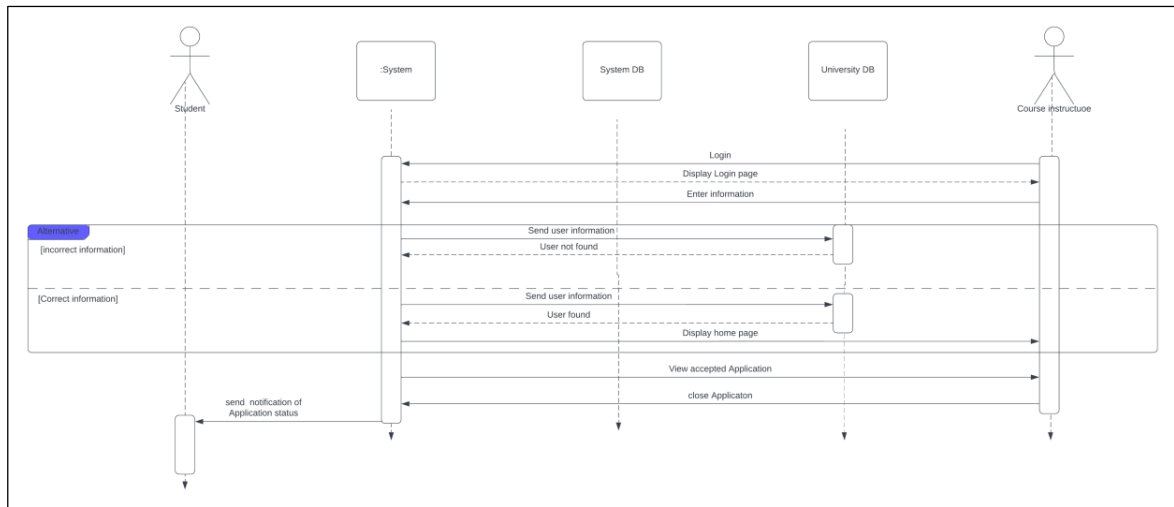 :System
System DB
University DB
Student
Course instructuoe
Login
Display Login page
Enter information
Alternative
Send user information
[incorrect information]
User not found
[Correct information]
Send user information
User found
Display home page
View accepted Application
close Applicaton
send notification of
Application status